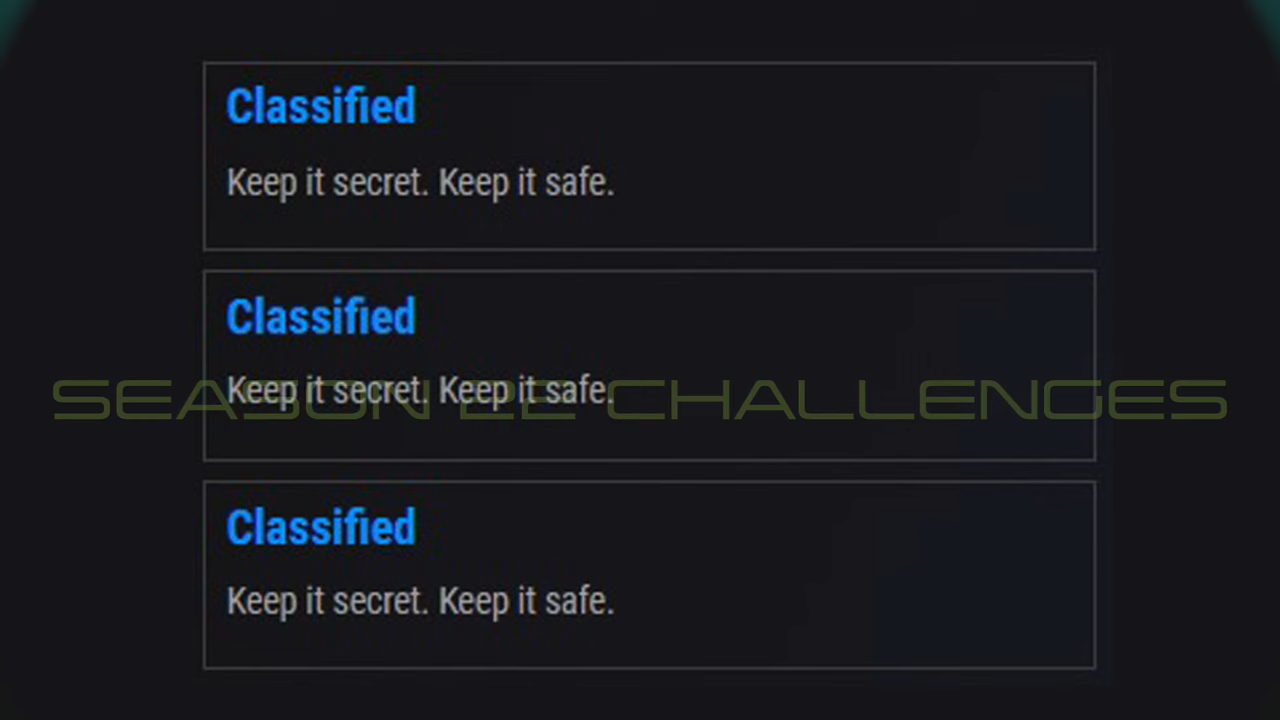 Classified
Keep it secret. Keep it safe.
Classified
Keep it secret. Keep it safe.
SEASON 22 CHALLENGES
Classified
Keep it secret. Keep it safe.